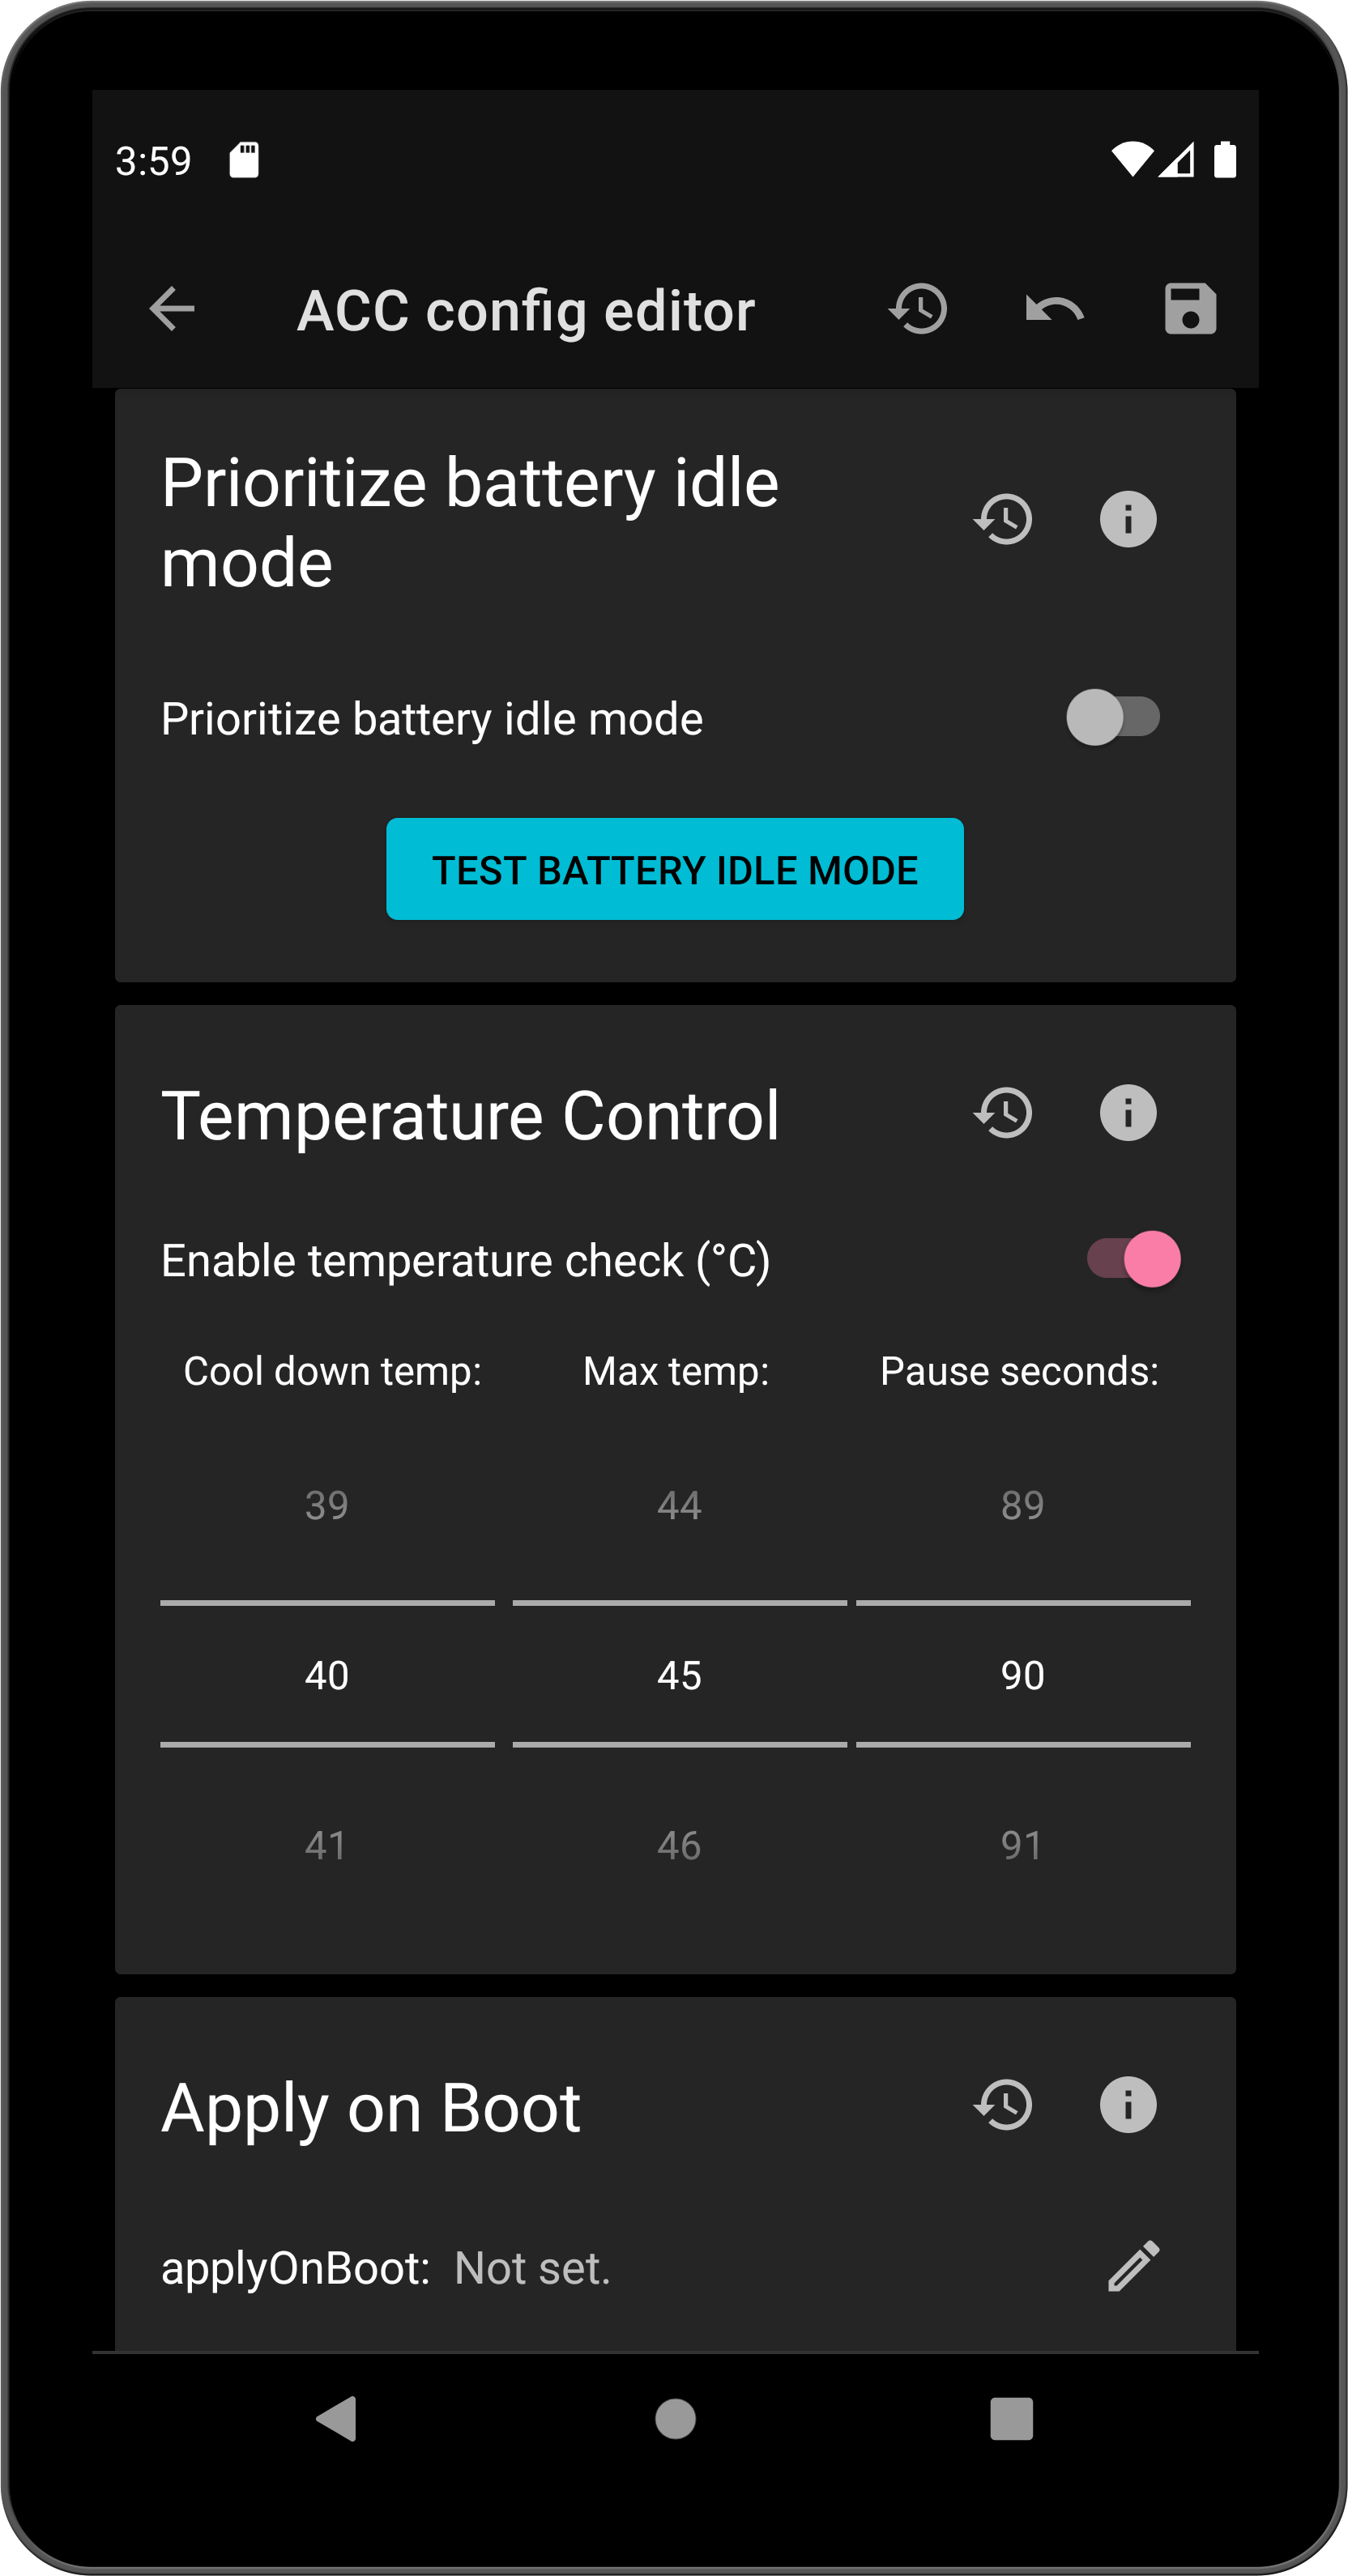 3:59
ACC config editor
Prioritize battery idle
mode
Prioritize battery idle mode
TEST BATTERY IDLE MODE
Temperature Control
Enable temperature check (°C)
Cool down temp: Max temp: Pause seconds:
39 44 89
40 45 90
41 46 91
Apply on Boot
applyOnBoot: Not set.